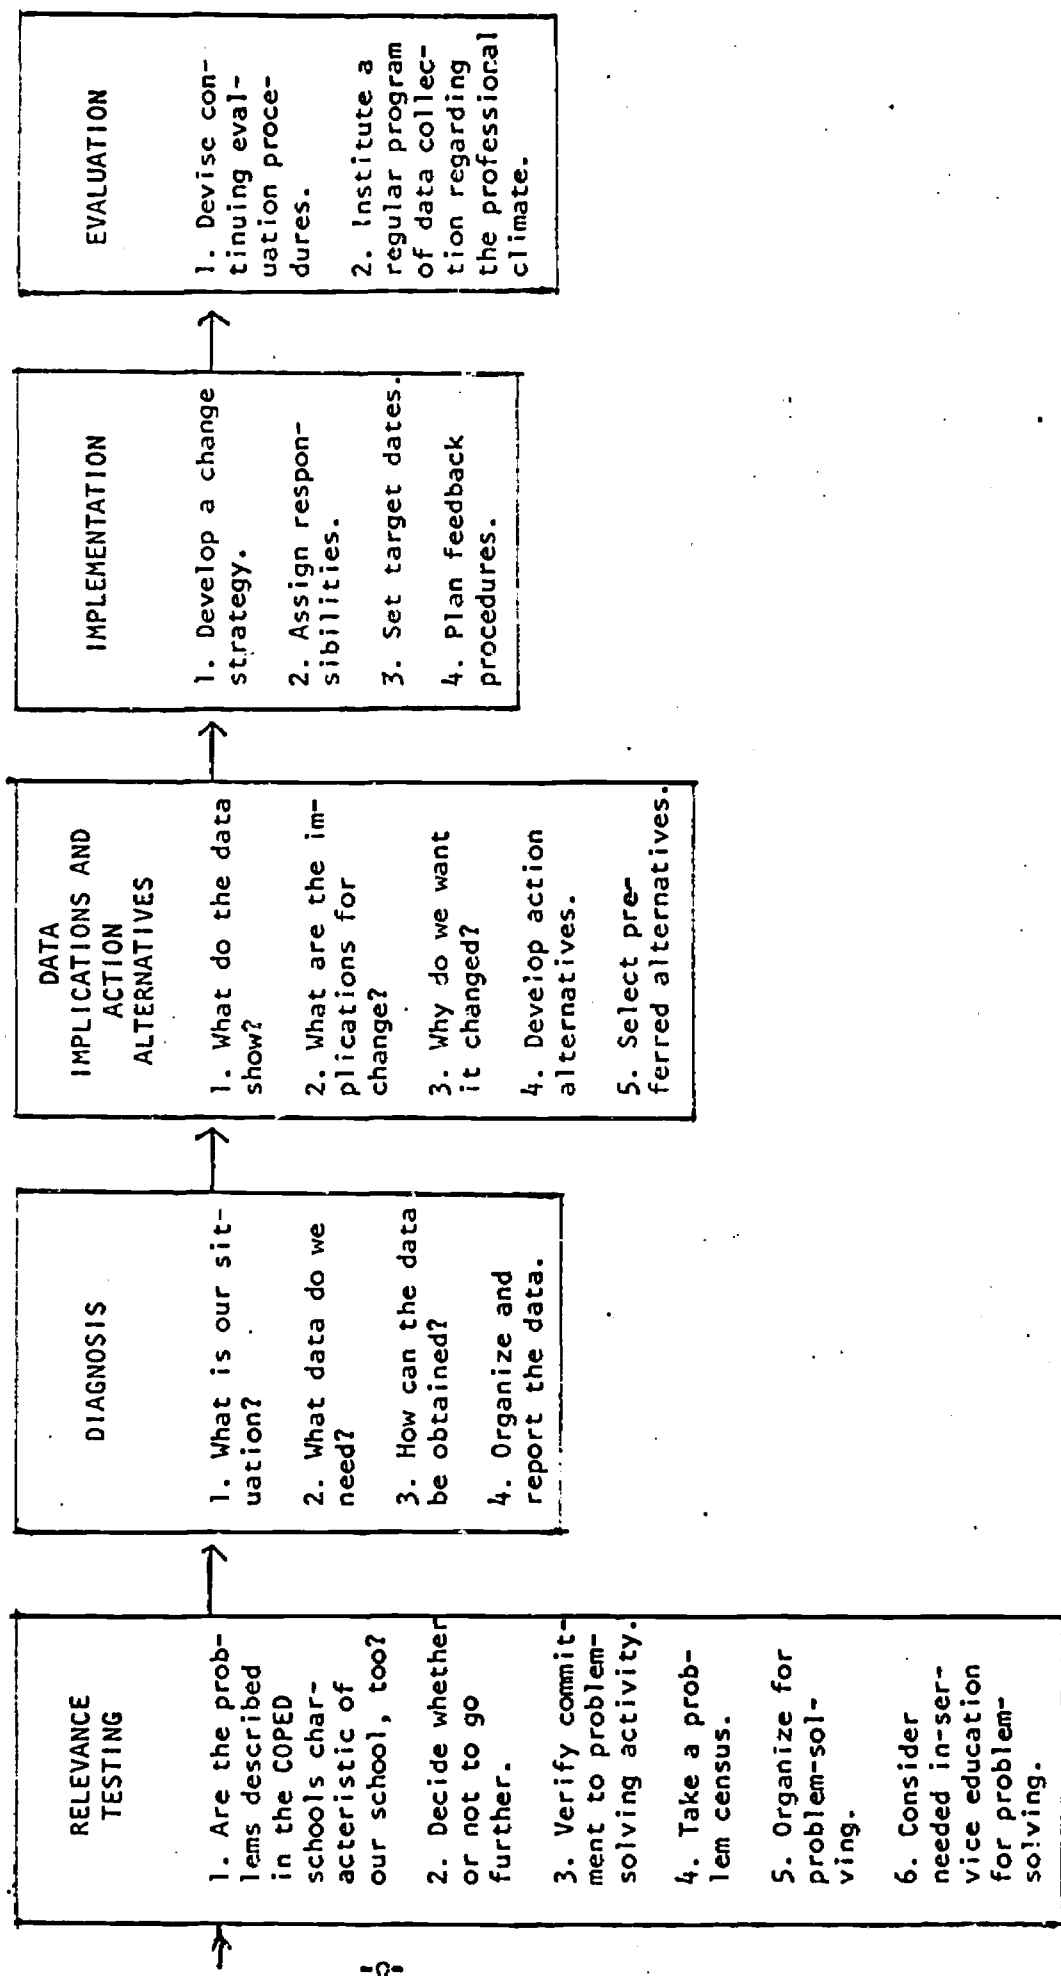 RELEVANCE
TESTING
1. Are the prob-
lems described
in the COPED
schools char-
acteristic of
our school, too?
2. Decide whether
or not to go
further.
3. Verify commit-
ment to problem-
solving activity.
4. Take a prob-
lem census.
5. Organize for
problem-sol-
ving.
6. Consider
needed in-ser-
vice education
for problem-
solving.
DIAGNOSIS
1. What is our sit-
uation?
2. What data do we
need?
3. How can the data
be obtained?
4. Organize and
report the data.
DATA
IMPLICATIONS AND
ACTION
ALTERNATIVES
1. What do the data
show?
2. What are the im-
plications for
change?
3. Why do we want
it changed?
4. Develop action
alternatives.
5. Select pre-
ferred alternatives.
IMPLEMENTATION
1. Develop a change
strategy.
2. Assign respon-
sibilities.
3. Set target dates.
4. Plan feedback
procedures.
EVALUATION
1. Devise con-
tinuing eval-
uation proce-
dures.
2. Institute a
regular program
of data collec-
tion regarding
the professional
climate.